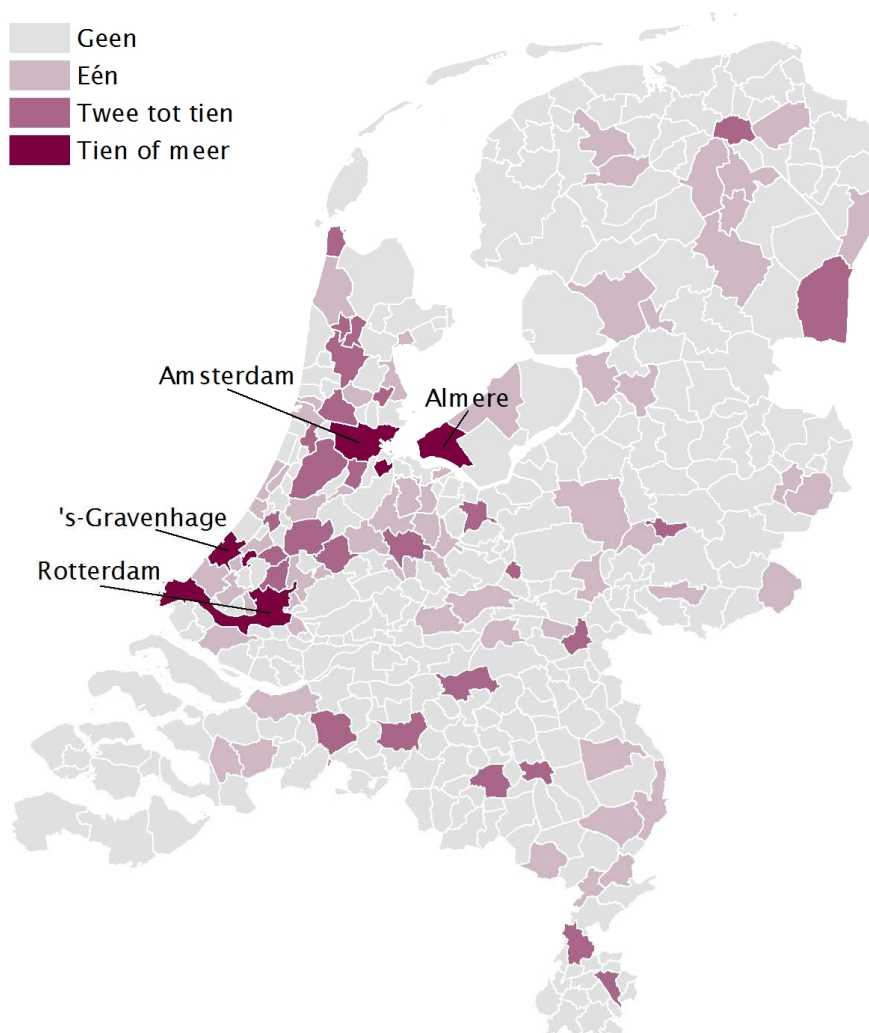 Geen
Eén
Twee tot tien
Tien of meer
Amsterdam
Almere
's-Gravenhage
Rotterdam